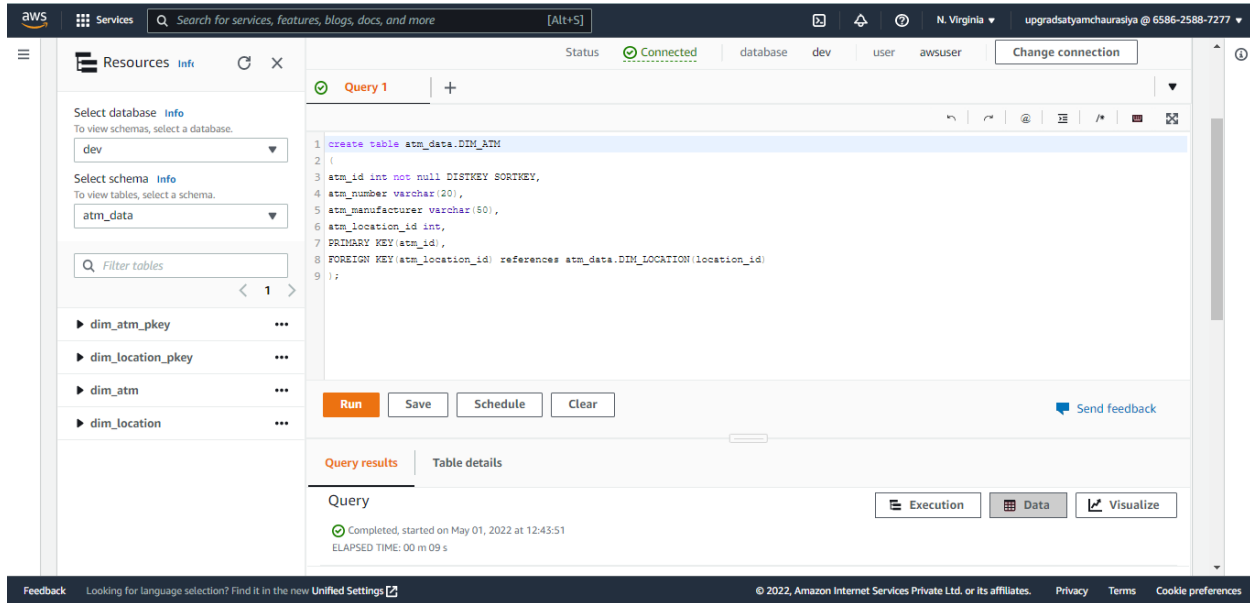 aws Services Search for services, features, blogs, docs, and more [Alt+S] N. Virginia upgradsatyamchaurasiya @ 6586-2588-7277
Resources Inf
Select database Info
To view schemas, select a database.
dev
Select schema Info
To view tables, select a schema.
atm_data
Filter tables
1
dim_atm_pkey
dim_location_pkey
dim_atm
dim_location
Status Connected database dev user awsuser Change connection
Query 1
1 create table atm_data.DIM_ATM
2 (
3 atm_id int not null DISTKEY SORTKEY,
4 atm_number varchar(20),
5 atm_manufacturer varchar(50),
6 atm_location_id int,
7 PRIMARY KEY(atm_id),
8 FOREIGN KEY(atm_location_id) references atm_data.DIM_LOCATION(location_id)
9 );
Run Save Schedule Clear
Send feedback
Query results Table details
Query
Execution Data Visualize
Completed, started on May 01, 2022 at 12:43:51
ELAPSED TIME: 00 m 09 s
Feedback Looking for language selection? Find it in the new Unified Settings © 2022, Amazon Internet Services Private Ltd. or its affiliates. Privacy Terms Cookie preferences